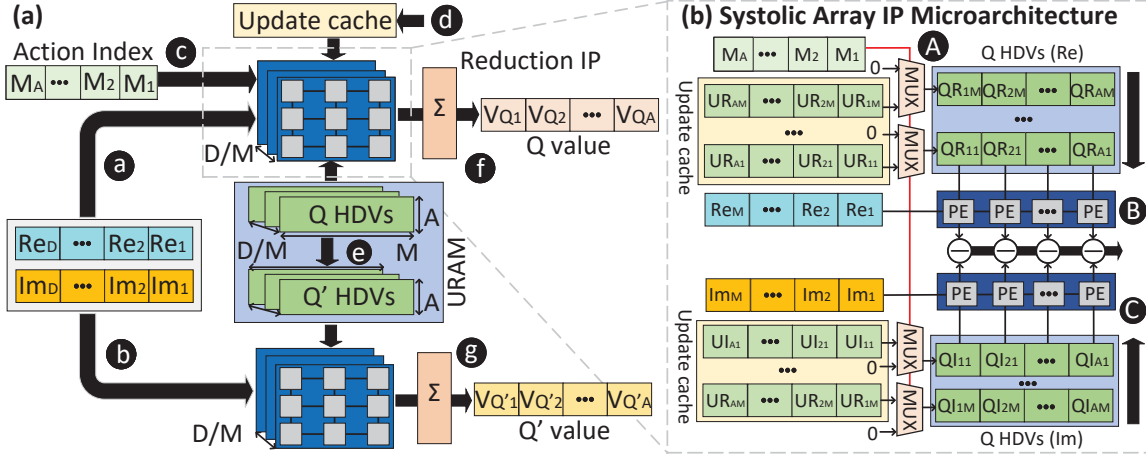 (a)
Update cache
d
Action Index
c
MA ••• M2 M1
Reduction IP
Σ
VQ1 VQ2 ••• VQA
Q value
D/M
f
a
Q HDVs
A
ReD ••• Re2 Re1
D/M
e
M
URAM
ImD ••• Im2 Im1
Q' HDVs
A
b
g
Σ
VQ'1 VQ'2 ••• VQ'A
Q' value
D/M
(b) Systolic Array IP Microarchitecture
MA ••• M2 M1
A
Q HDVs (Re)
0
MUX
Update cache
URAM ••• UR2M UR1M
QR1M QR2M ••• QRAM
•••
0
MUX
•••
URA1 ••• UR21 UR11
QR11 QR21 ••• QRA1
ReM ••• Re2 Re1
PE PE ••• PE
B
ImM ••• Im2 Im1
PE PE ••• PE
C
Update cache
UIA1 ••• UI21 UI11
MUX
QI11 QI21 ••• QIA1
0
•••
•••
URAM ••• UR2M UR1M
MUX
QI1M QI2M ••• QIAM
0
Q HDVs (Im)